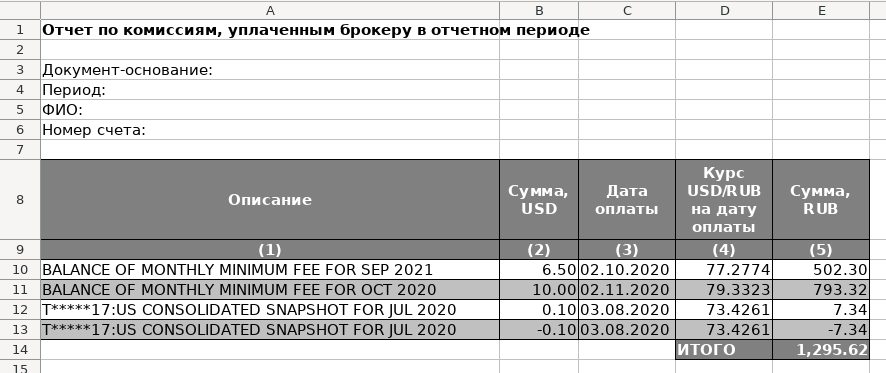 A B C D E
1 Отчет по комиссиям, уплаченным брокеру в отчетном периоде
2
3 Документ-основание:
4 Период:
5 ФИО:
6 Номер счета:
7
8 Описание Сумма, USD Дата оплаты Курс USD/RUB на дату оплаты Сумма, RUB
9 (1) (2) (3) (4) (5)
10 BALANCE OF MONTHLY MINIMUM FEE FOR SEP 2021 6.50 02.10.2020 77.2774 502.30
11 BALANCE OF MONTHLY MINIMUM FEE FOR OCT 2020 10.00 02.11.2020 79.3323 793.32
12 T*****17:US CONSOLIDATED SNAPSHOT FOR JUL 2020 0.10 03.08.2020 73.4261 7.34
13 T*****17:US CONSOLIDATED SNAPSHOT FOR JUL 2020 -0.10 03.08.2020 73.4261 -7.34
14 ИТОГО 1,295.62
15